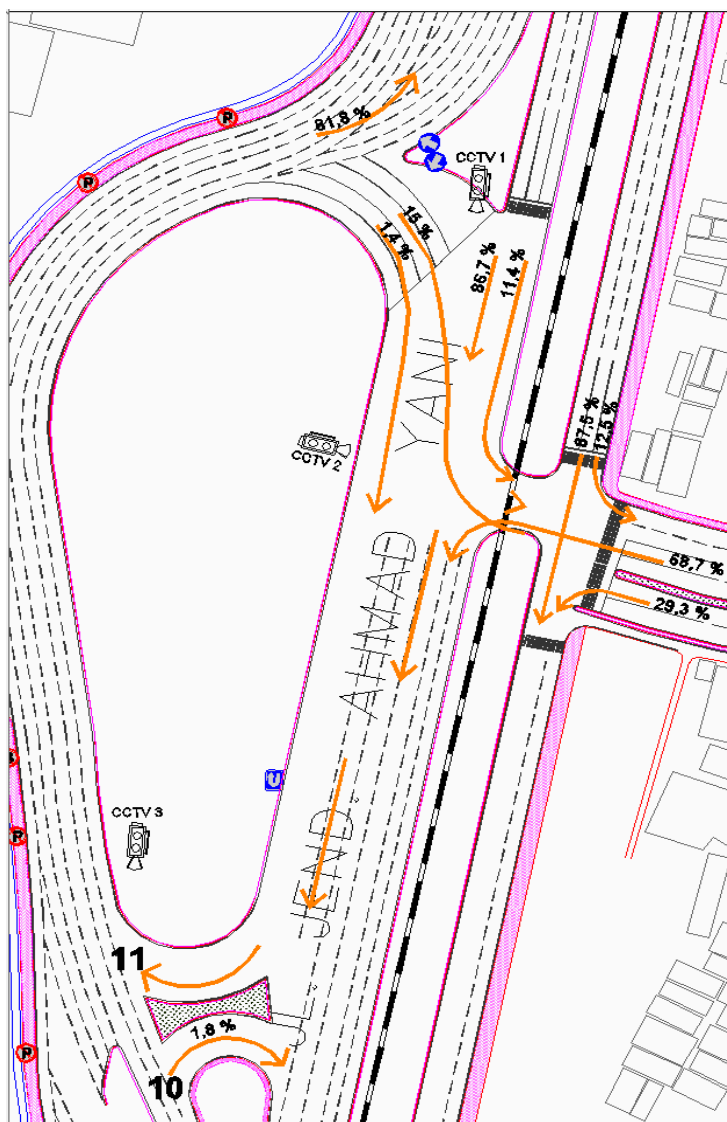 81,8 %
CCTV 1
15 %
1,4 %
86,7 %
11,4 %
YANI
87,5 %
12,5 %
CCTV 2
AHMAD
68,7 %
29,3 %
P
P
U
P
P
CCTV 3
JEND.
11
1,8 %
10
P